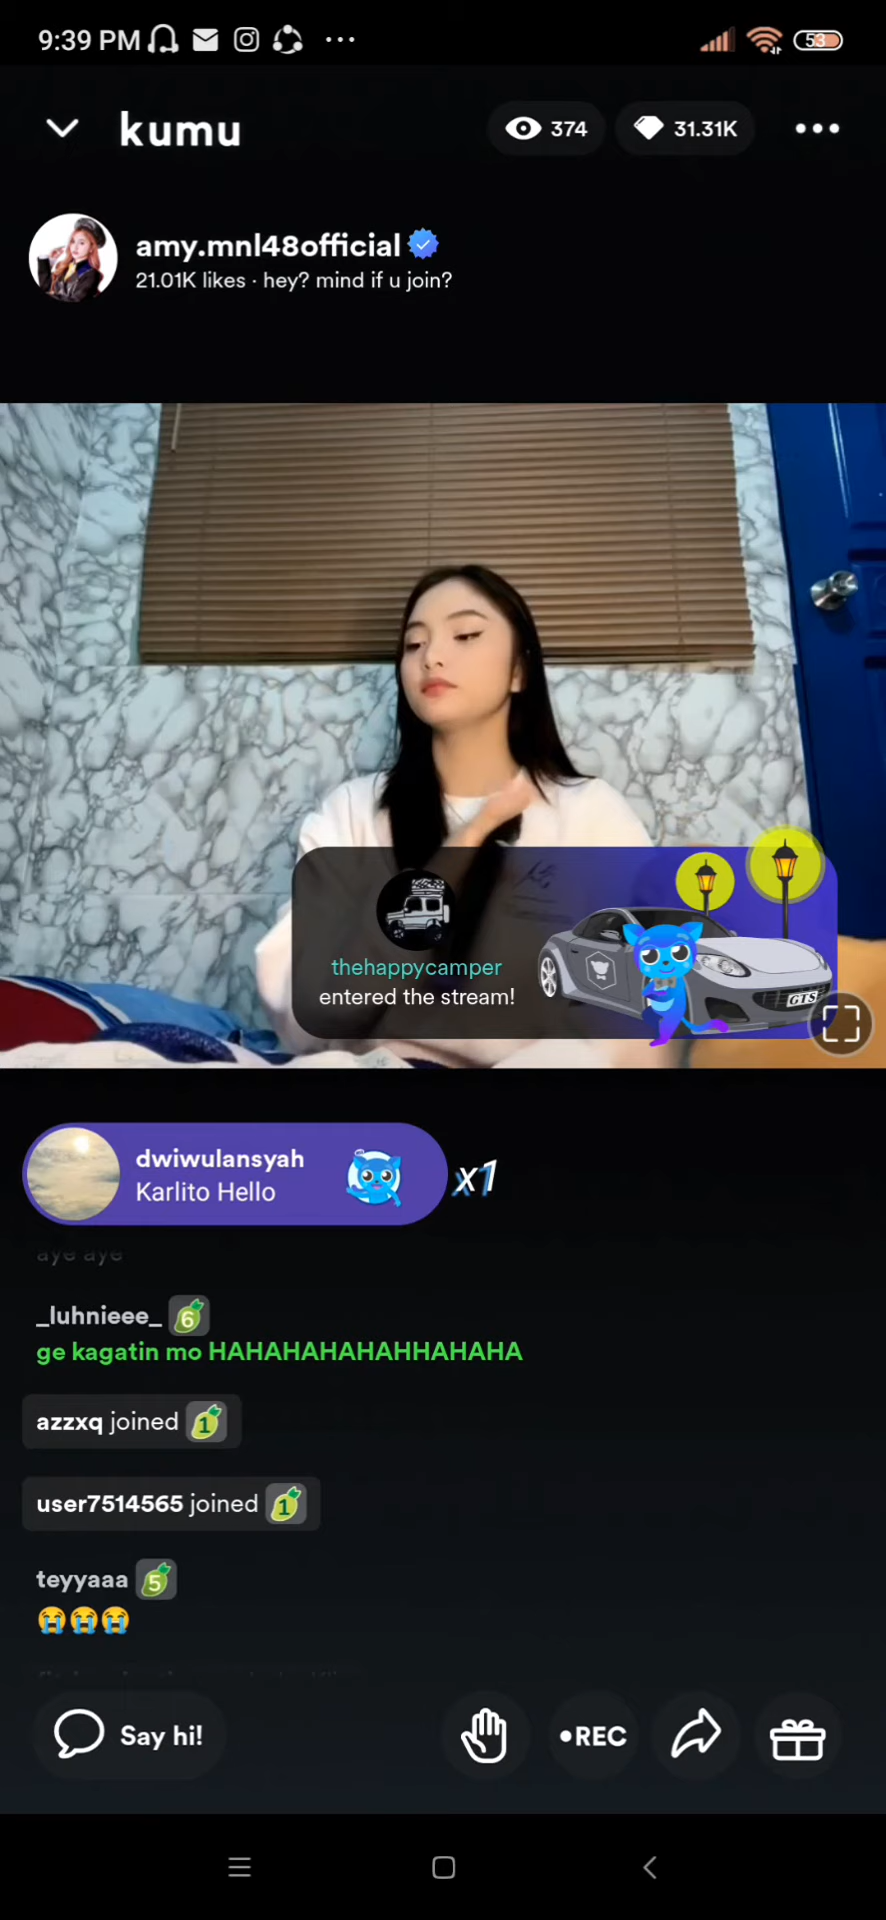 9:39 PM
53
kumu
374
31.31K
amy.mnl48official
21.01K likes · hey? mind if u join?
thehappycamper
entered the stream!
GTS
dwiwulansyah
Karlito Hello
x1
aye aye
_luhnieee_ 6
ge kagatin mo HAHAHAHAHAHHAHAHA
azzxq joined 1
user7514565 joined 1
teyyaaa 5
😭😭😭
Say hi!
•REC